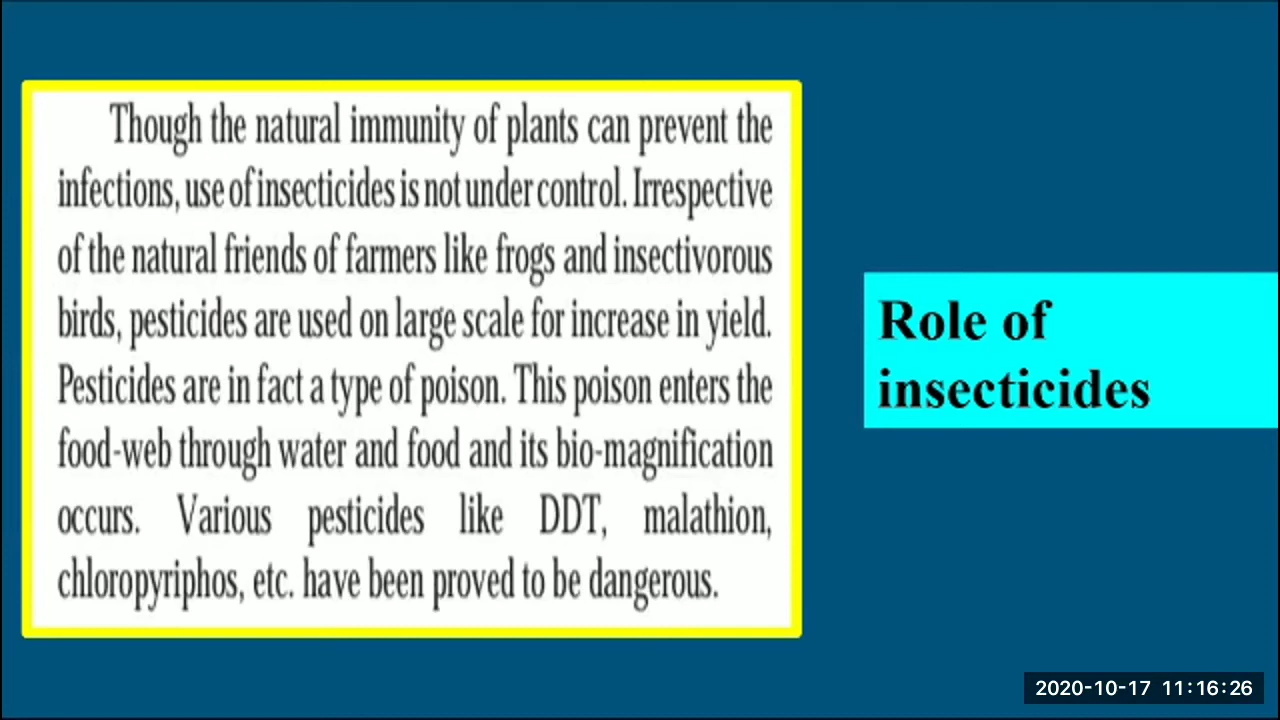 Though the natural immunity of plants can prevent the
infections, use of insecticides is not under control. Irrespective
of the natural friends of farmers like frogs and insectivorous
birds, pesticides are used on large scale for increase in yield.
Pesticides are in fact a type of poison. This poison enters the
food-web through water and food and its bio-magnification
occurs. Various pesticides like DDT, malathion,
chloropyriphos, etc. have been proved to be dangerous.
Role of
insecticides
2020-10-17 11:16:26